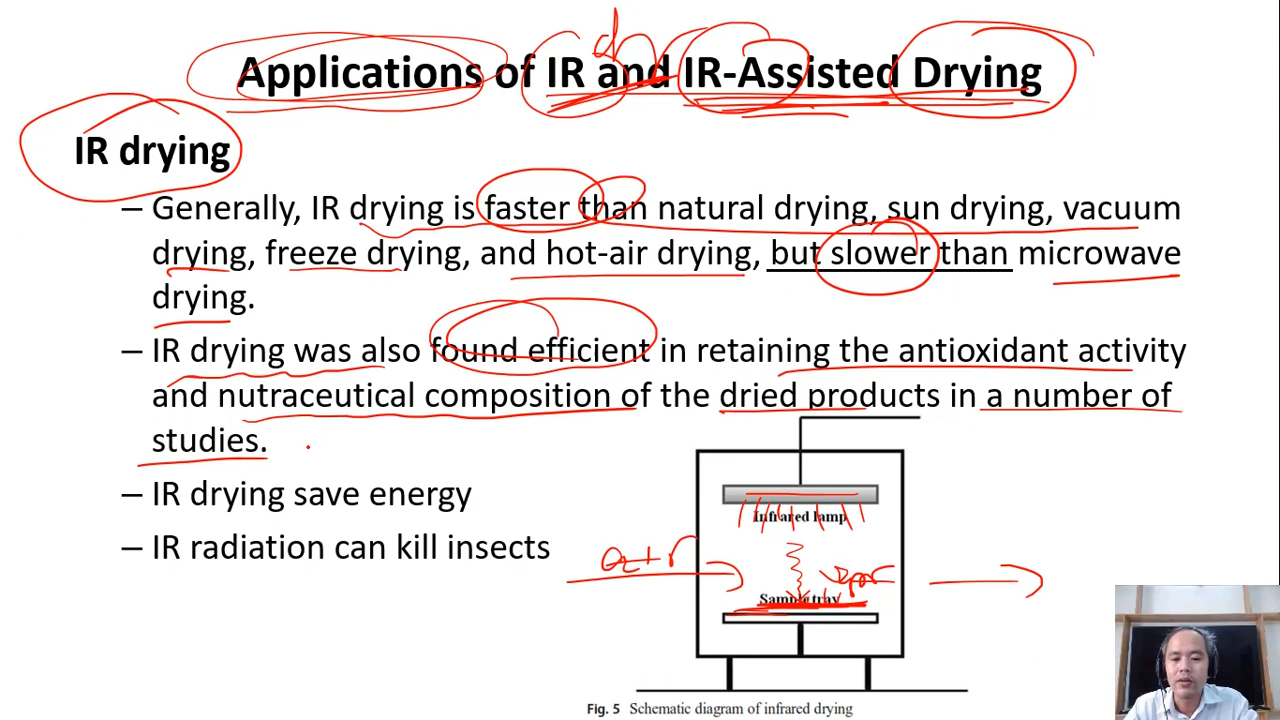 Applications of IR and IR-Assisted Drying
IR drying
– Generally, IR drying is faster than natural drying, sun drying, vacuum
drying, freeze drying, and hot-air drying, but slower than microwave
drying.
– IR drying was also found efficient in retaining the antioxidant activity
and nutraceutical composition of the dried products in a number of
studies.
– IR drying save energy
– IR radiation can kill insects
Infrared lamp
Sample tray
Fig. 5 Schematic diagram of infrared drying